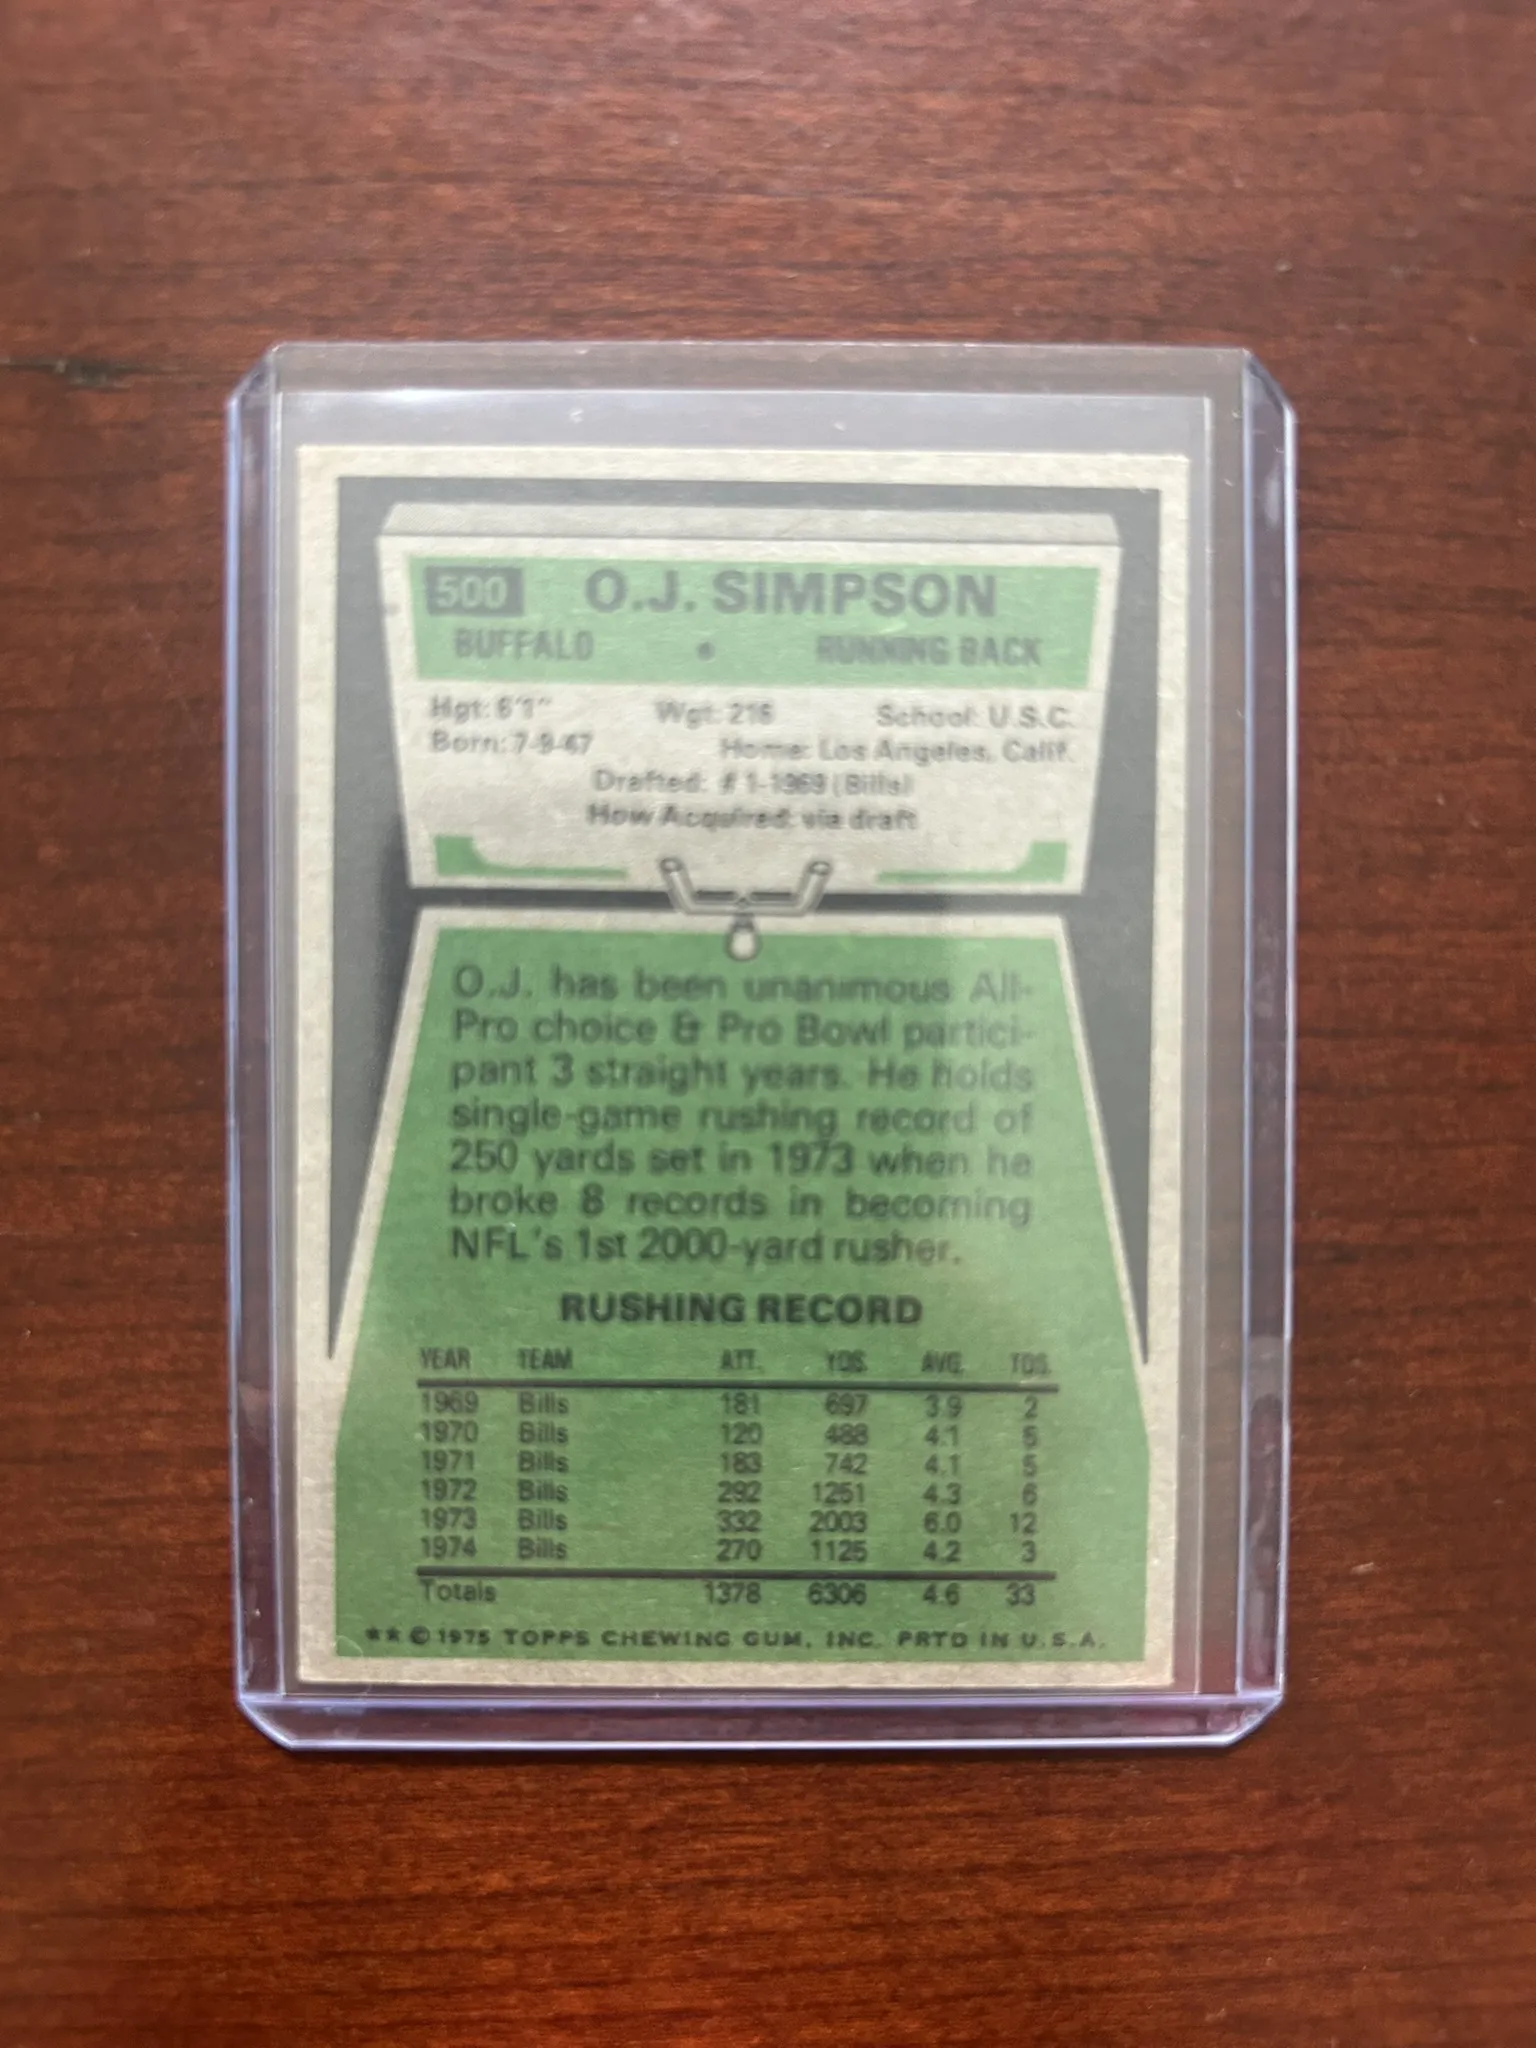 500 O.J. SIMPSON
BUFFALO • RUNNING BACK
Hgt: 6'1" Wgt: 216 School: U.S.C.
Born: 7-9-47 Home: Los Angeles, Calif.
Drafted: #1-1969 (Bills)
How Acquired: via draft
O.J. has been unanimous All-
Pro choice & Pro Bowl partici-
pant 3 straight years. He holds
single-game rushing record of
250 yards set in 1973 when he
broke 8 records in becoming
NFL's 1st 2000-yard rusher.
RUSHING RECORD
YEAR TEAM ATT. YDS. AVG. TDS.
1969 Bills 181 697 3.9 2
1970 Bills 120 488 4.1 5
1971 Bills 183 742 4.1 5
1972 Bills 292 1251 4.3 6
1973 Bills 332 2003 6.0 12
1974 Bills 270 1125 4.2 3
Totals 1378 6306 4.6 33
** © 1975 TOPPS CHEWING GUM, INC. PRTD IN U.S.A.